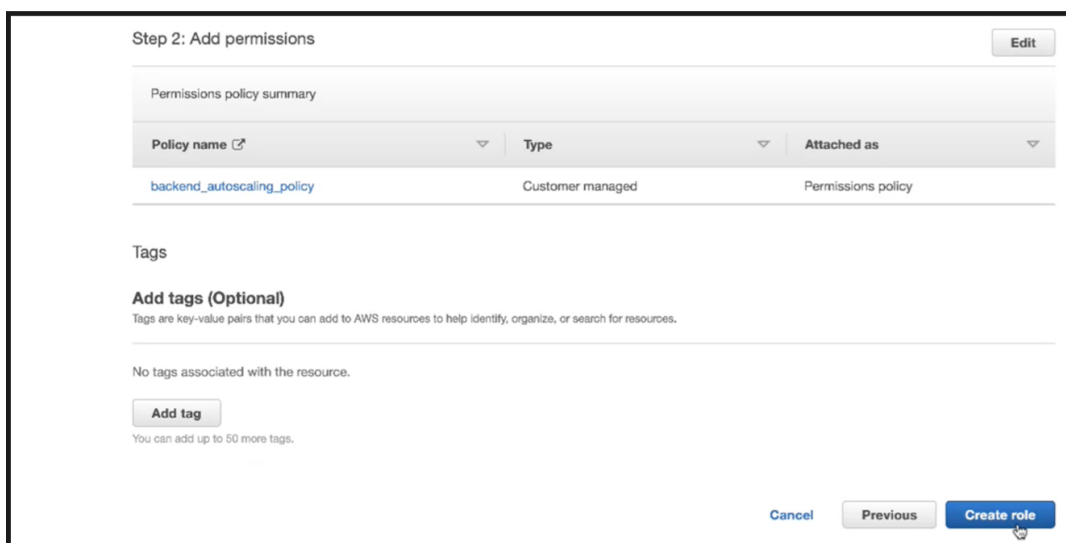 Step 2: Add permissions
Edit
Permissions policy summary
Policy name
Type
Attached as
backend_autoscaling_policy
Customer managed
Permissions policy
Tags
Add tags (Optional)
Tags are key-value pairs that you can add to AWS resources to help identify, organize, or search for resources.
No tags associated with the resource.
Add tag
You can add up to 50 more tags.
Cancel
Previous
Create role